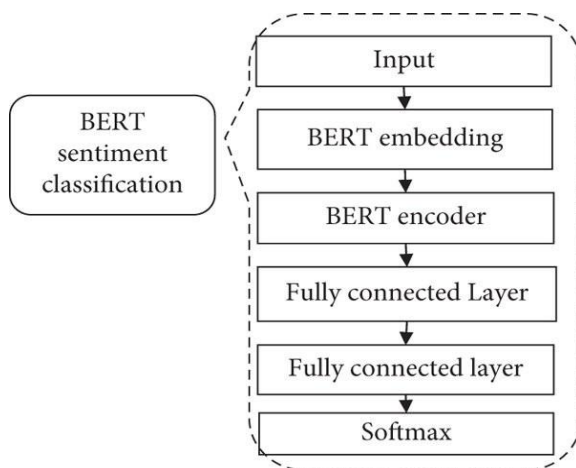 BERT
sentiment
classification
Input
BERT embedding
BERT encoder
Fully connected Layer
Fully connected layer
Softmax